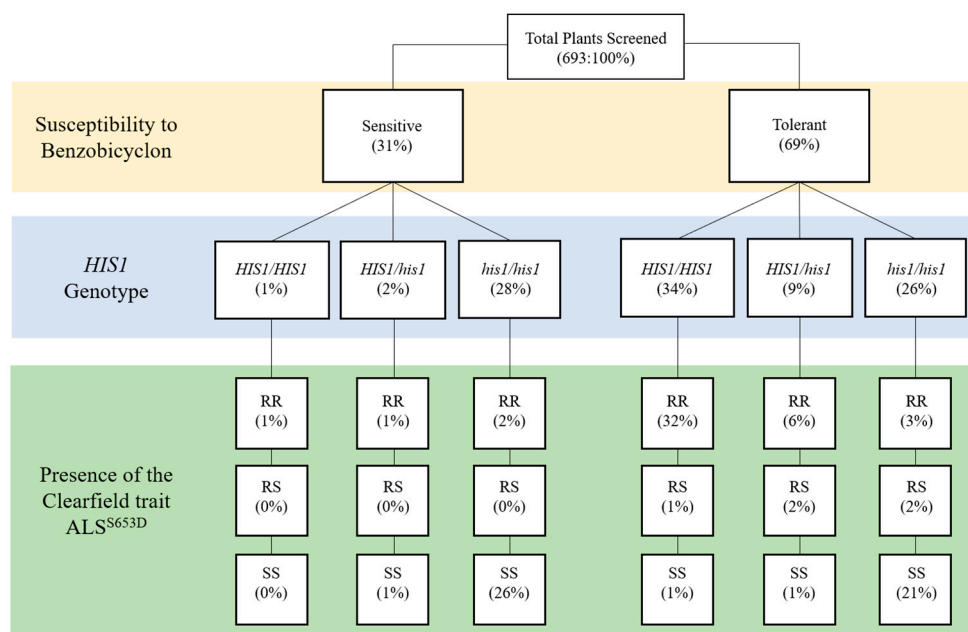 Total Plants Screened
(693:100%)
Susceptibility to
Benzobicyclon
Sensitive
(31%)
Tolerant
(69%)
HIS1
Genotype
HIS1/HIS1
(1%)
HIS1/his1
(2%)
his1/his1
(28%)
HIS1/HIS1
(34%)
HIS1/his1
(9%)
his1/his1
(26%)
Presence of the
Clearfield trait
ALS^S653D
RR
(1%)
RR
(1%)
RR
(2%)
RR
(32%)
RR
(6%)
RR
(3%)
RS
(0%)
RS
(0%)
RS
(0%)
RS
(1%)
RS
(2%)
RS
(2%)
SS
(0%)
SS
(1%)
SS
(26%)
SS
(1%)
SS
(1%)
SS
(21%)